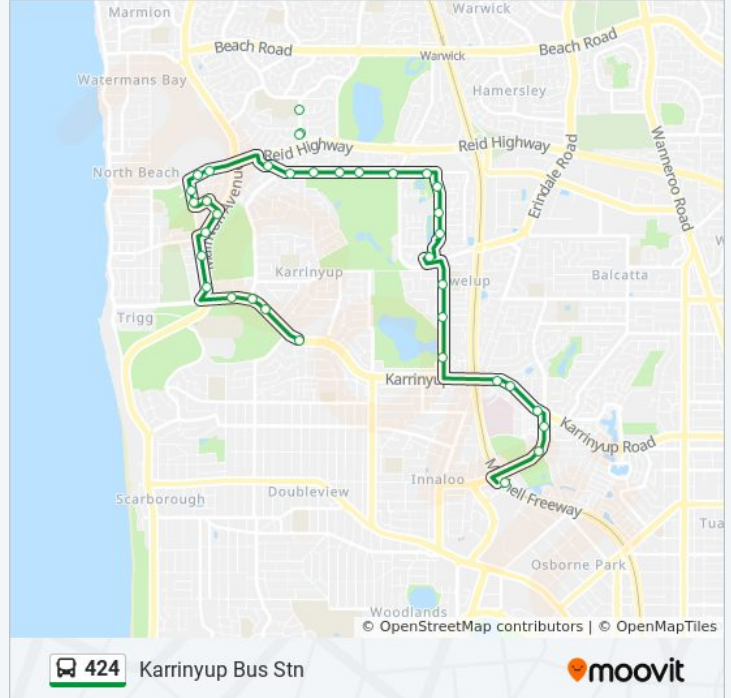 Marmion
Warwick
Beach Road
Beach Road
Warwick
Watermans Bay
Hamersley
Wanneroo Road
Reid Highway
Reid Highway
Erindale Road
North Beach
Karrinyup
Balcatta
Trigg
Karrinyup Road
Innaloo
Doubleview
Scarborough
Osborne Park
Woodlands
© OpenStreetMap contributors | © OpenMapTiles
424 Karrinyup Bus Stn
moovit